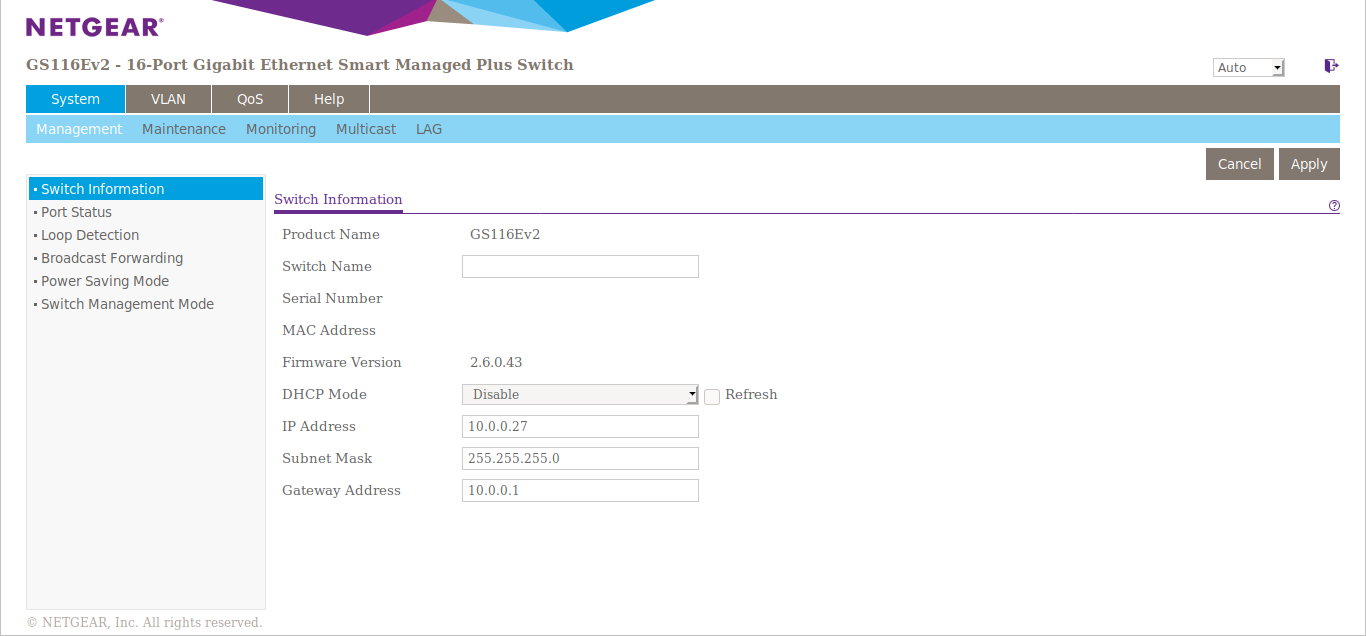 NETGEAR®
GS116Ev2 - 16-Port Gigabit Ethernet Smart Managed Plus Switch
Auto
System VLAN QoS Help
Management Maintenance Monitoring Multicast LAG
Cancel Apply
Switch Information
Port Status
Loop Detection
Broadcast Forwarding
Power Saving Mode
Switch Management Mode
Switch Information
?
Product Name GS116Ev2
Switch Name
Serial Number
MAC Address
Firmware Version 2.6.0.43
DHCP Mode Disable Refresh
IP Address 10.0.0.27
Subnet Mask 255.255.255.0
Gateway Address 10.0.0.1
© NETGEAR, Inc. All rights reserved.